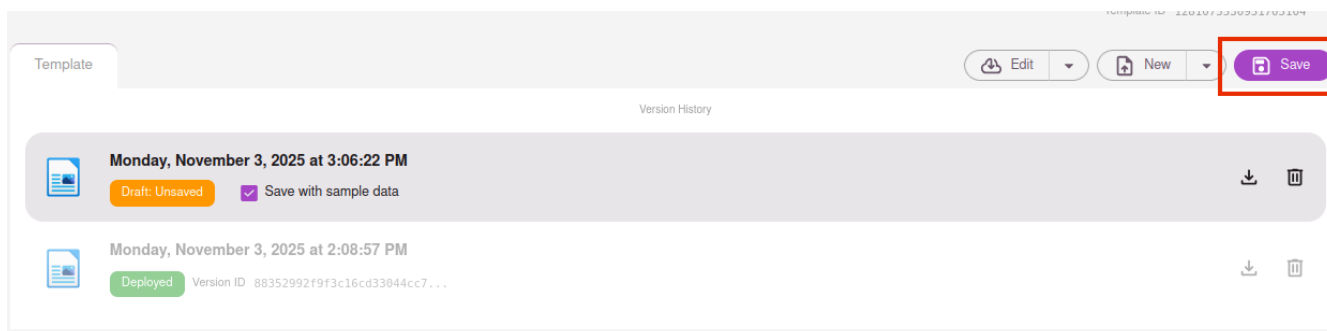 Template
Edit
New
Save
Version History
Monday, November 3, 2025 at 3:06:22 PM
Draft: Unsaved
Save with sample data
Monday, November 3, 2025 at 2:08:57 PM
Deployed Version ID 88352992f9f3c16cd33044cc7...